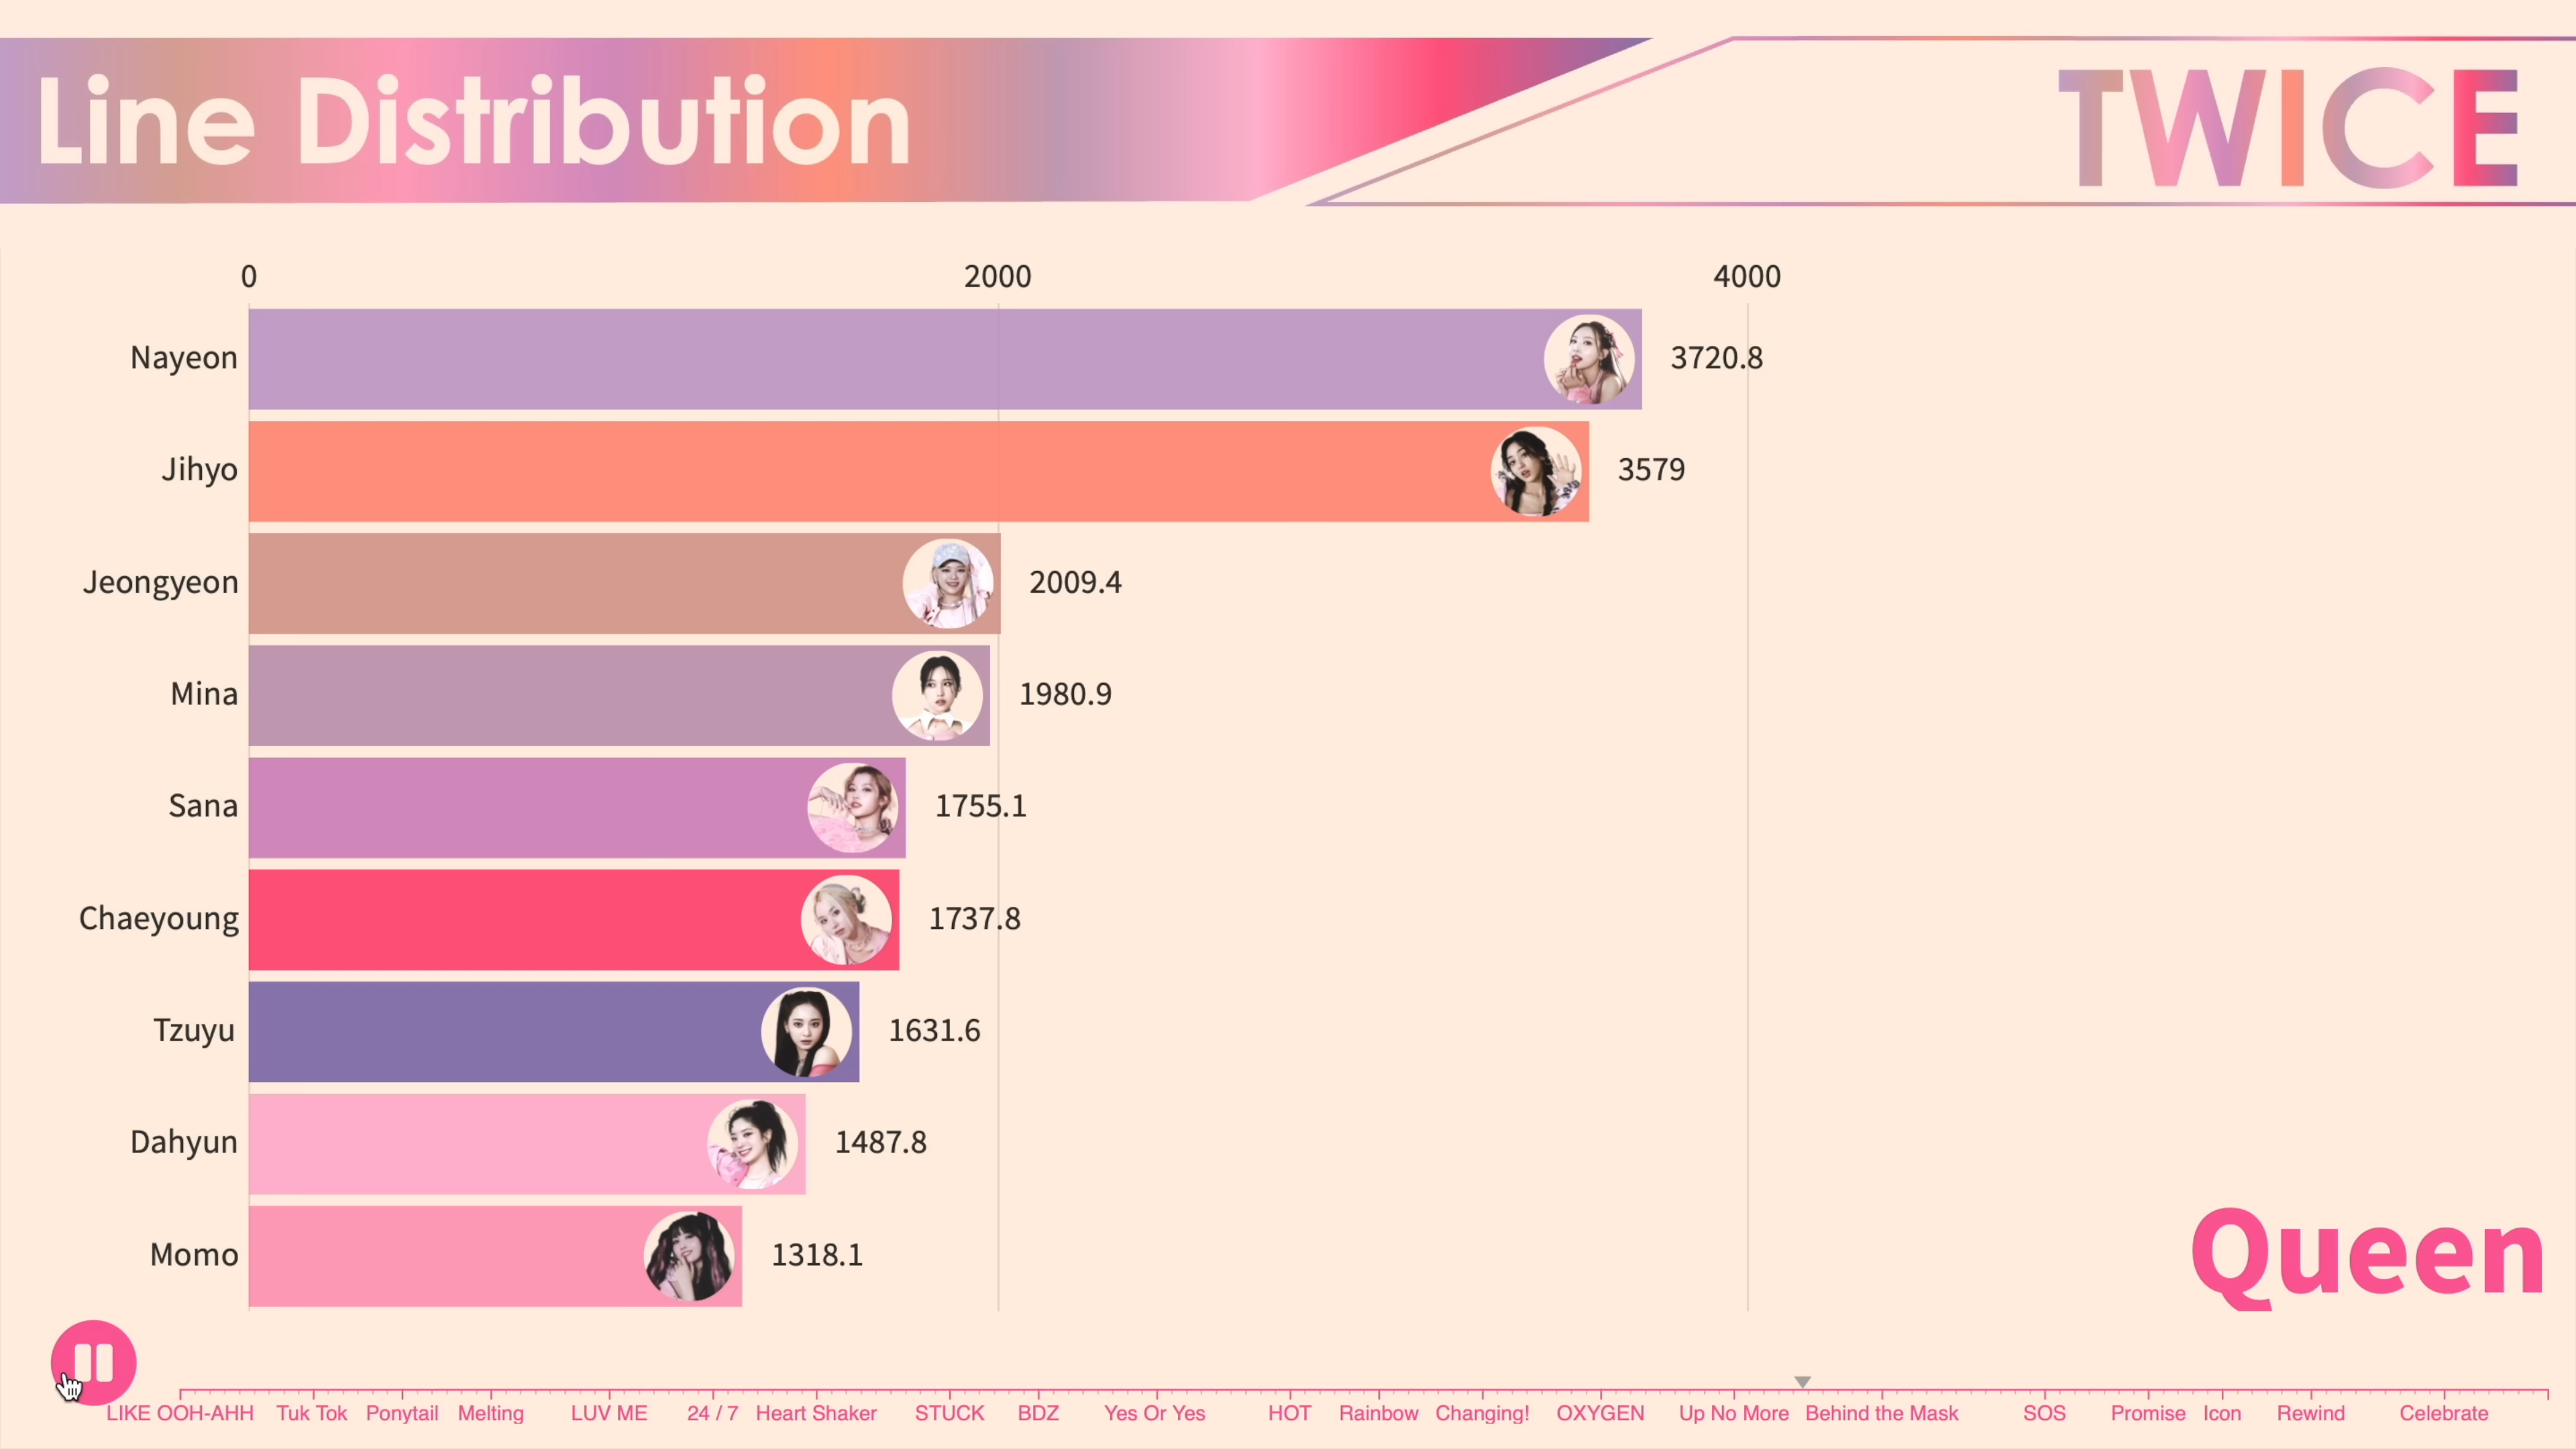 Line Distribution
TWICE
0 2000 4000
Nayeon 3720.8
Jihyo 3579
Jeongyeon 2009.4
Mina 1980.9
Sana 1755.1
Chaeyoung 1737.8
Tzuyu 1631.6
Dahyun 1487.8
Momo 1318.1
Queen
LIKE OOH-AHH Tuk Tok Ponytail Melting LUV ME 24 / 7 Heart Shaker STUCK BDZ Yes Or Yes HOT Rainbow Changing! OXYGEN Up No More Behind the Mask SOS Promise Icon Rewind Celebrate